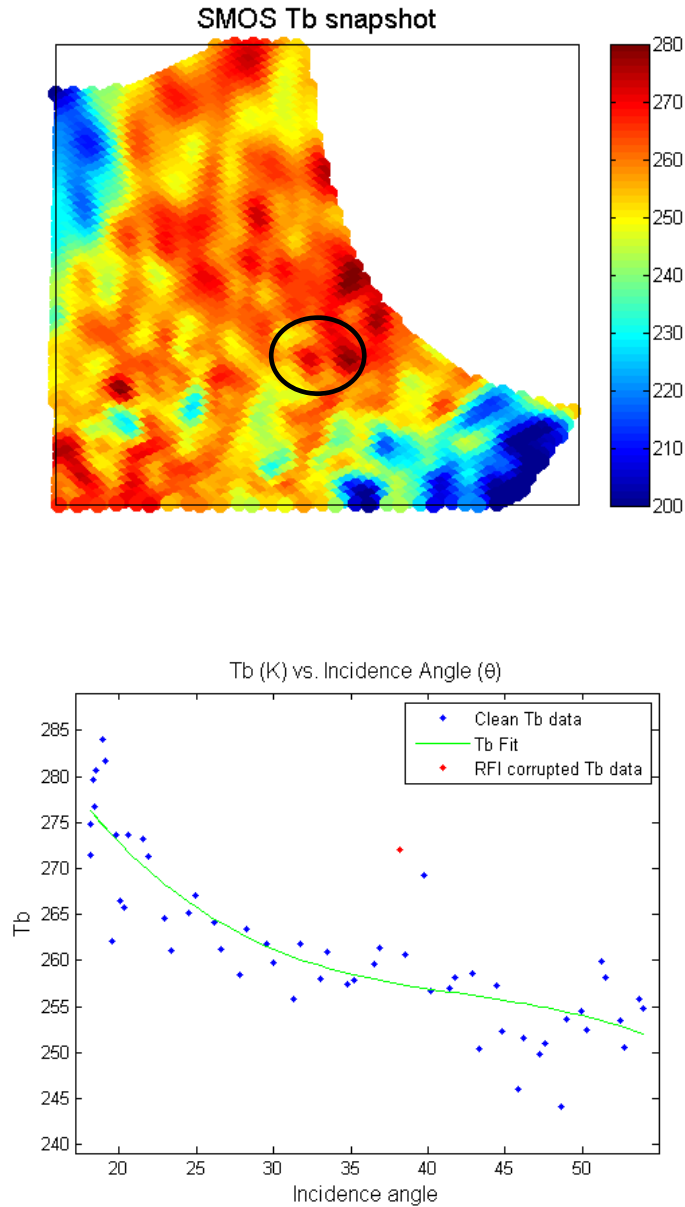 SMOS Tb snapshot
280
270
260
250
240
230
220
210
200
Tb (K) vs. Incidence Angle (θ)
Clean Tb data
Tb Fit
RFI corrupted Tb data
285
280
275
270
265
260
255
250
245
240
Tb
20 25 30 35 40 45 50
Incidence angle